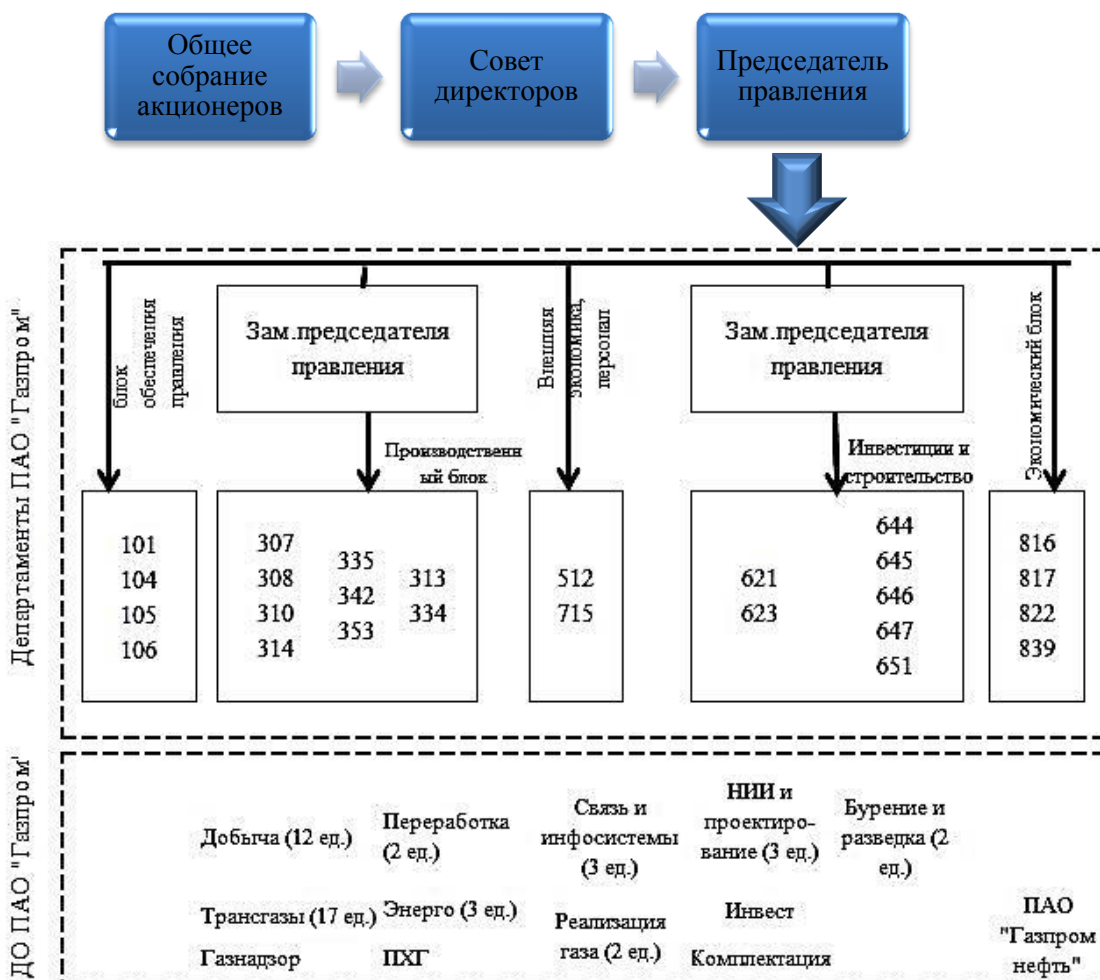 Общее
собрание
акционеров
Совет
директоров
Председатель
правления
Департаменты ПАО "Газпром"
блок
обеспечения
правления
Зам.председателя
правления
Производственн
ый блок
Внешняя
экономика,
персонал
Зам.председателя
правления
Инвестиции и
строительство
Экономический блок
101
104
105
106
307
308
310
314
335
342
353
313
334
512
715
621
623
644
645
646
647
651
816
817
822
839
ДО ПАО "Газпром"
Добыча (12 ед.)
Переработка
(2 ед.)
Связь и
инфосистемы
(3 ед.)
НИИ и
проектиро-
вание (3 ед.)
Бурение и
разведка (2
ед.)
Трансгазы (17 ед.)
Энерго (3 ед.)
Реализация
газа (2 ед.)
Инвест
ПАО
"Газпром
нефть"
Газнадзор
ПХГ
Комплектация